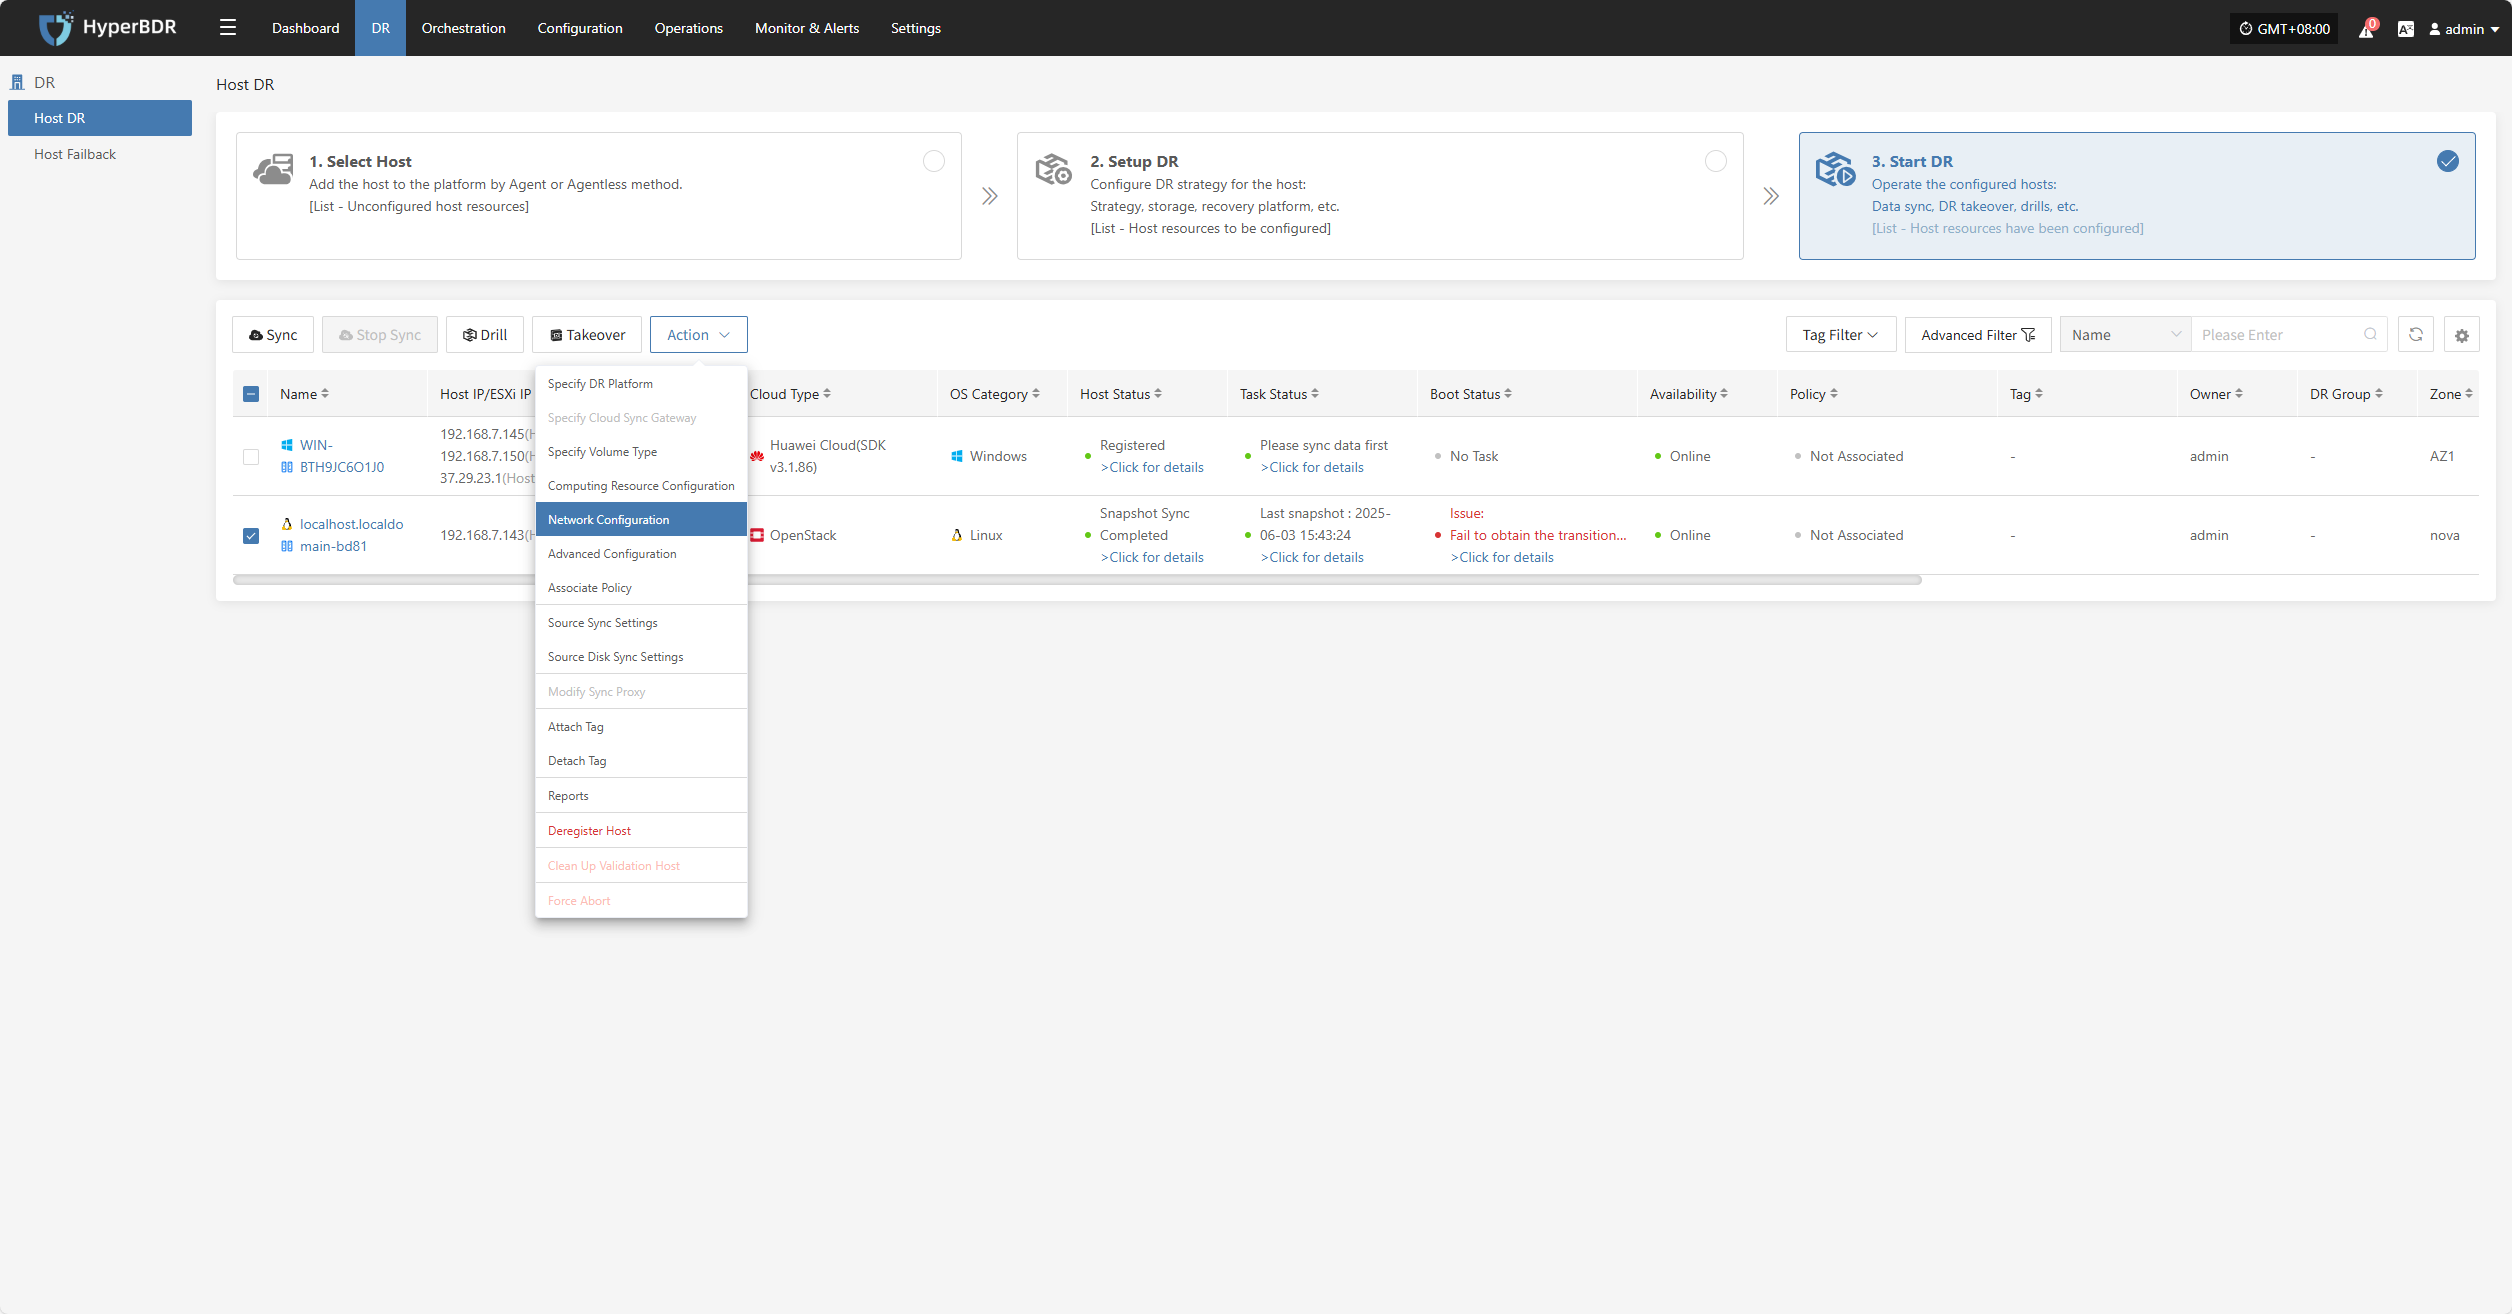 HyperBDR
Dashboard
DR
Orchestration
Configuration
Operations
Monitor & Alerts
Settings
GMT+08:00
0
admin
DR
Host DR
Host Failback
Host DR
1. Select Host
Add the host to the platform by Agent or Agentless method.
[List - Unconfigured host resources]
2. Setup DR
Configure DR strategy for the host:
Strategy, storage, recovery platform, etc.
[List - Host resources to be configured]
3. Start DR
Operate the configured hosts:
Data sync, DR takeover, drills, etc.
[List - Host resources have been configured]
Sync
Stop Sync
Drill
Takeover
Action
Tag Filter
Advanced Filter
Name
Please Enter
Name
Host IP/ESXi IP
Cloud Type
OS Category
Host Status
Task Status
Boot Status
Availability
Policy
Tag
Owner
DR Group
Zone
WIN-
BTH9JC6O1J0
192.168.7.145(H
192.168.7.150(H
37.29.23.1(Host
Huawei Cloud(SDK
v3.1.86)
Windows
Registered
>Click for details
Please sync data first
>Click for details
No Task
Online
Not Associated
-
admin
-
AZ1
localhost.localdo
main-bd81
192.168.7.143(H
OpenStack
Linux
Snapshot Sync
Completed
>Click for details
Last snapshot : 2025-
06-03 15:43:24
>Click for details
Issue:
Fail to obtain the transition...
>Click for details
Online
Not Associated
-
admin
-
nova
Specify DR Platform
Specify Cloud Sync Gateway
Specify Volume Type
Computing Resource Configuration
Network Configuration
Advanced Configuration
Associate Policy
Source Sync Settings
Source Disk Sync Settings
Modify Sync Proxy
Attach Tag
Detach Tag
Reports
Deregister Host
Clean Up Validation Host
Force Abort